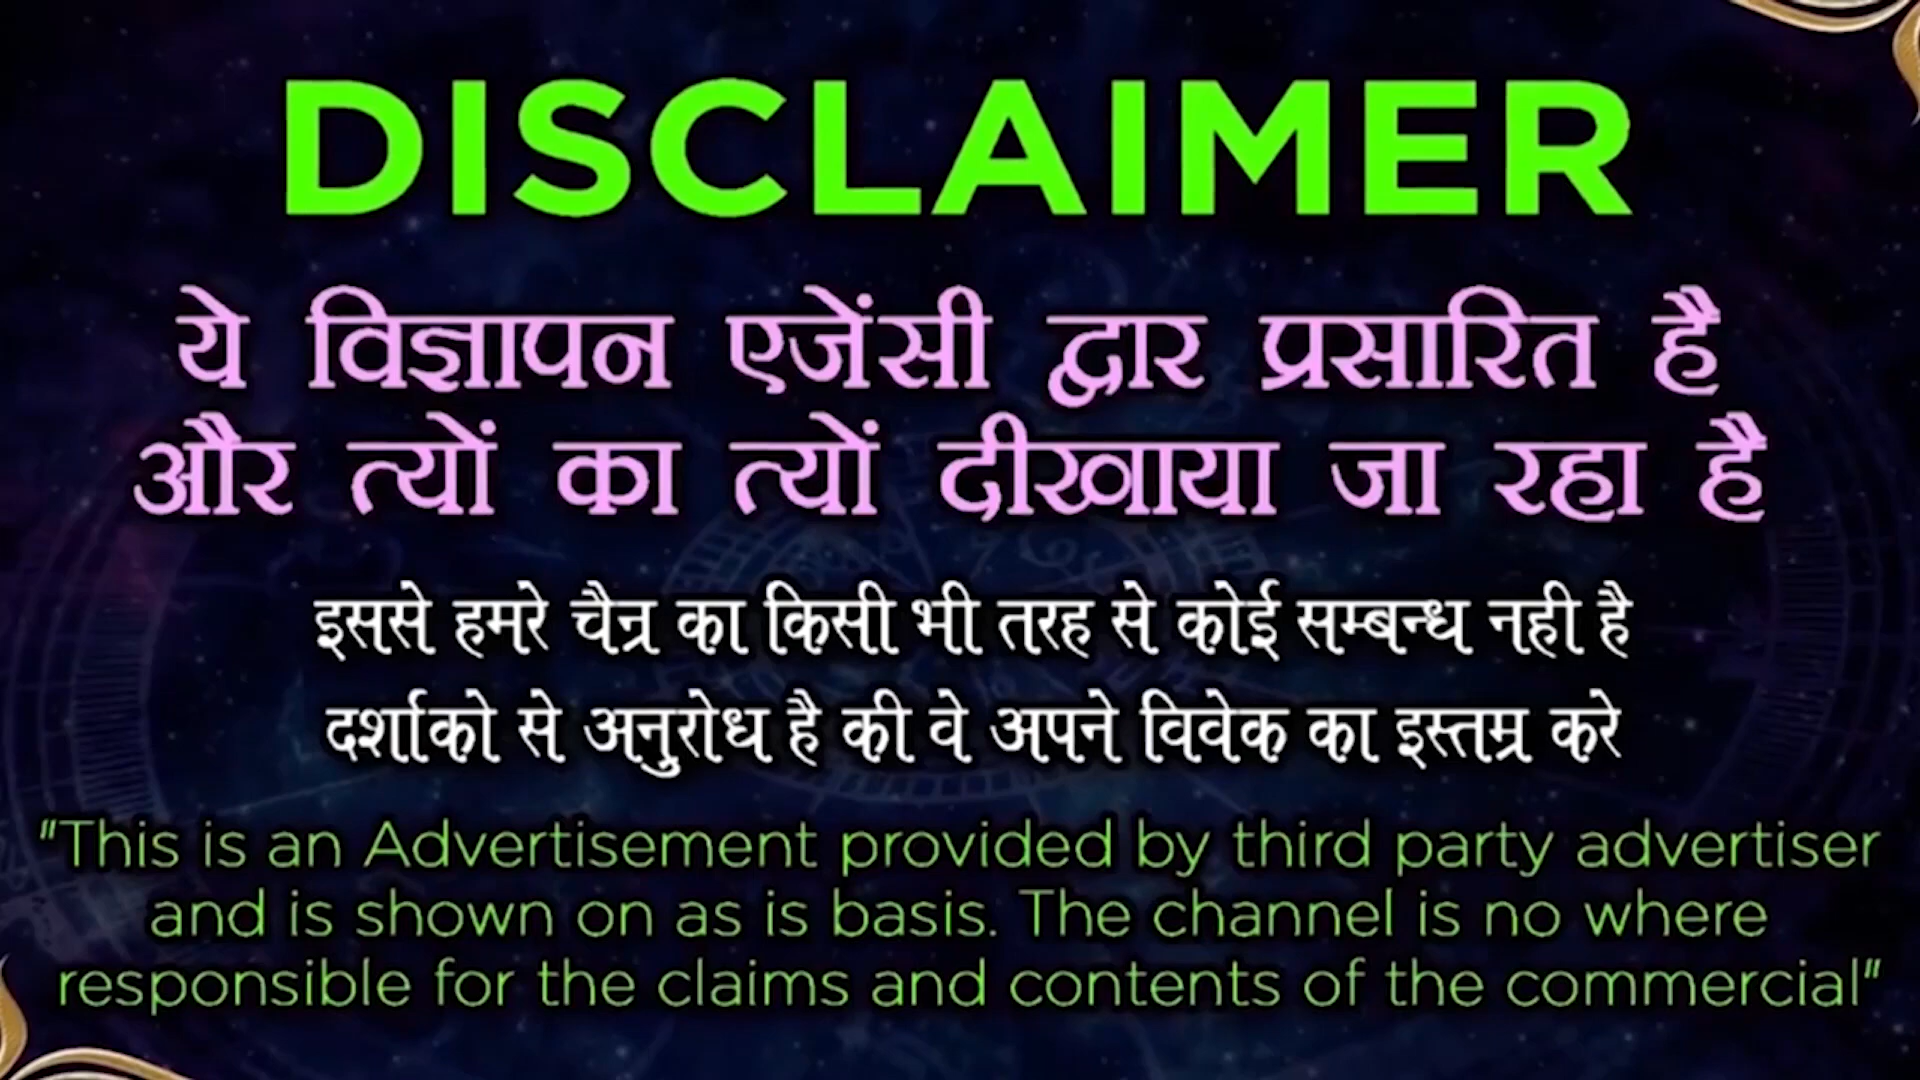 DISCLAIMER
ये विज्ञापन एजेंसी द्वार प्रसारित है
और त्यों का त्यों दीखाया जा रहा है
इससे हमरे चैन्र का किसी भी तरह से कोई सम्बन्ध नही है
दर्शाको से अनुरोध है की वे अपने विवेक का इस्तम्र करे
"This is an Advertisement provided by third party advertiser
and is shown on as is basis. The channel is no where
responsible for the claims and contents of the commercial"